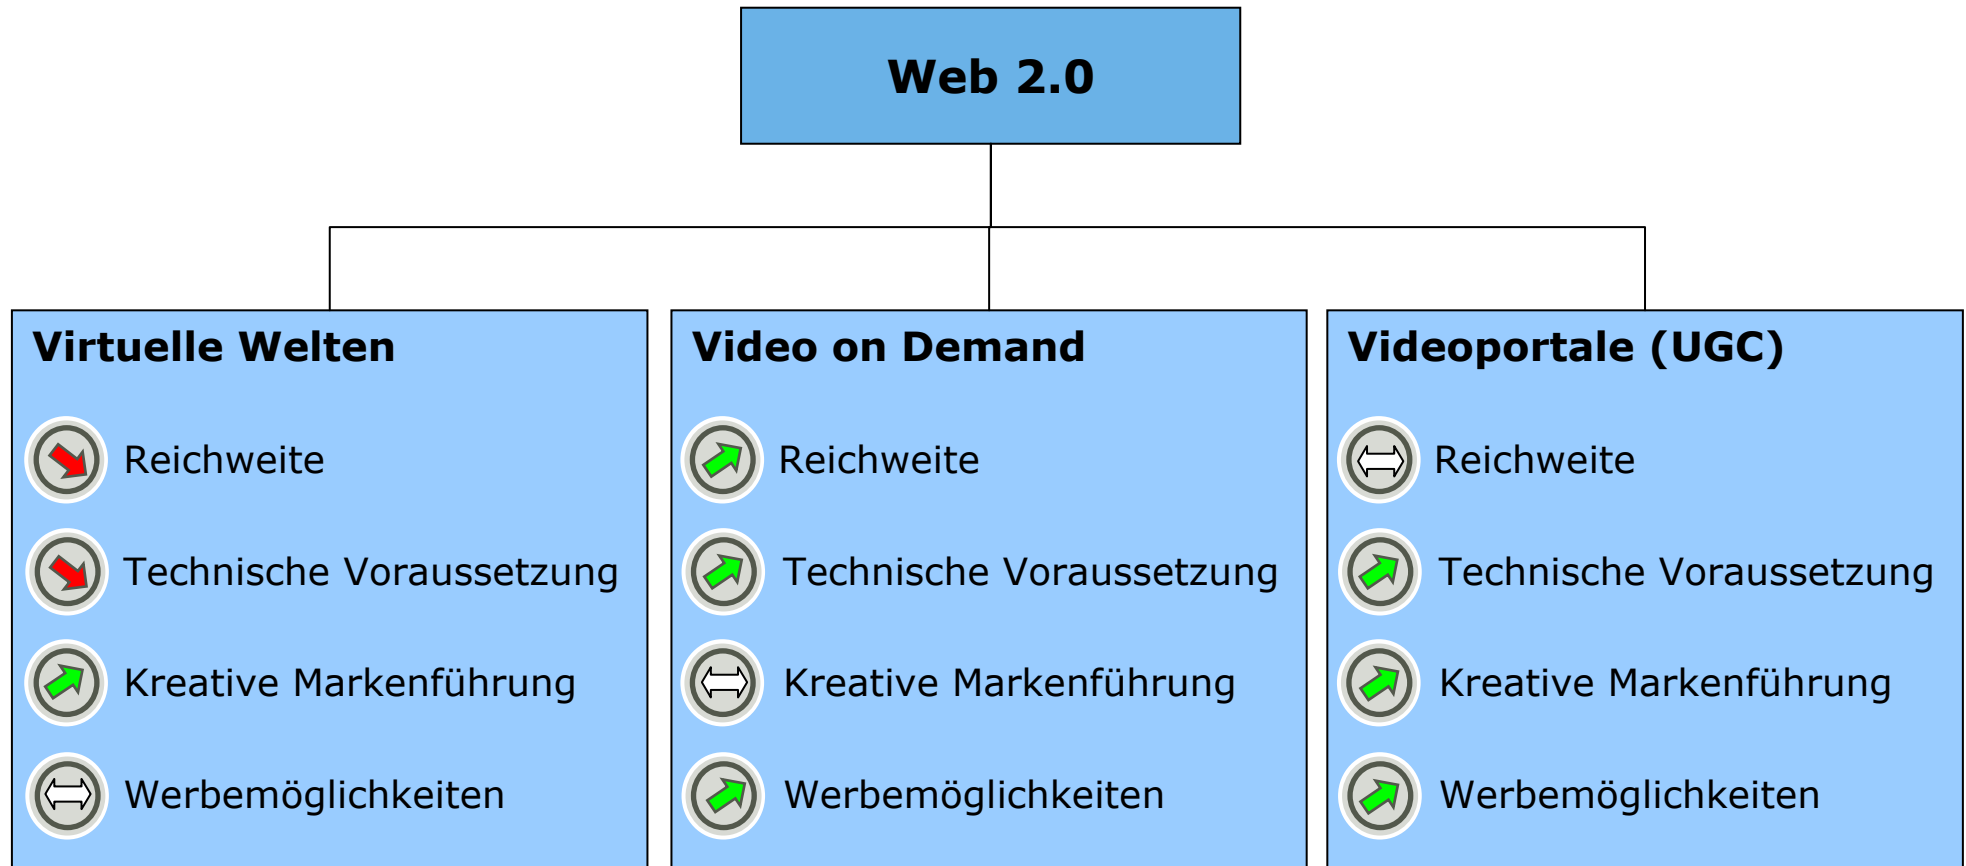 Web 2.0
Virtuelle Welten
Reichweite
Technische Voraussetzung
Kreative Markenführung
Werbemöglichkeiten
Video on Demand
Reichweite
Technische Voraussetzung
Kreative Markenführung
Werbemöglichkeiten
Videoportale (UGC)
Reichweite
Technische Voraussetzung
Kreative Markenführung
Werbemöglichkeiten